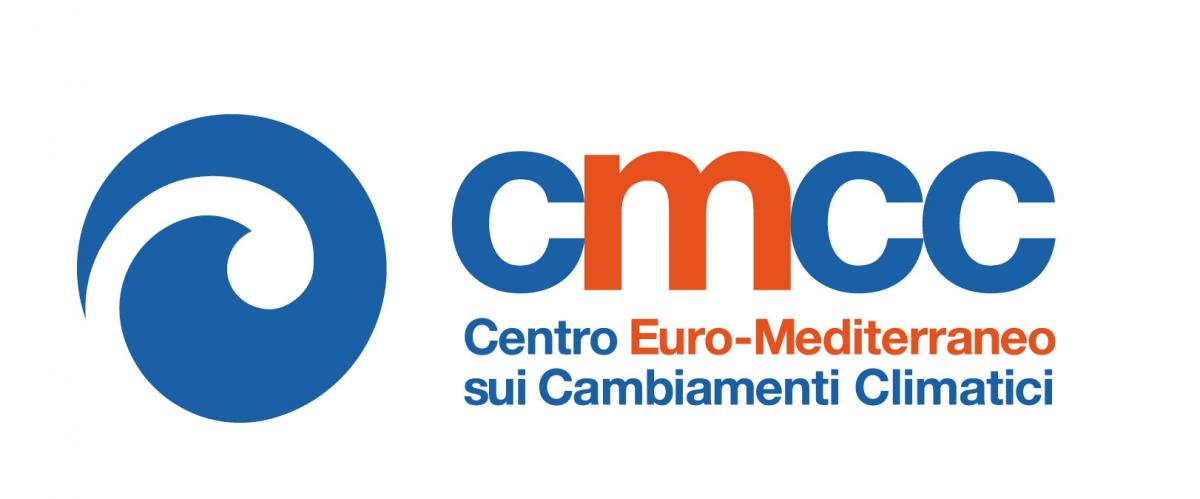 cmcc
Centro Euro-Mediterraneo
sui Cambiamenti Climatici